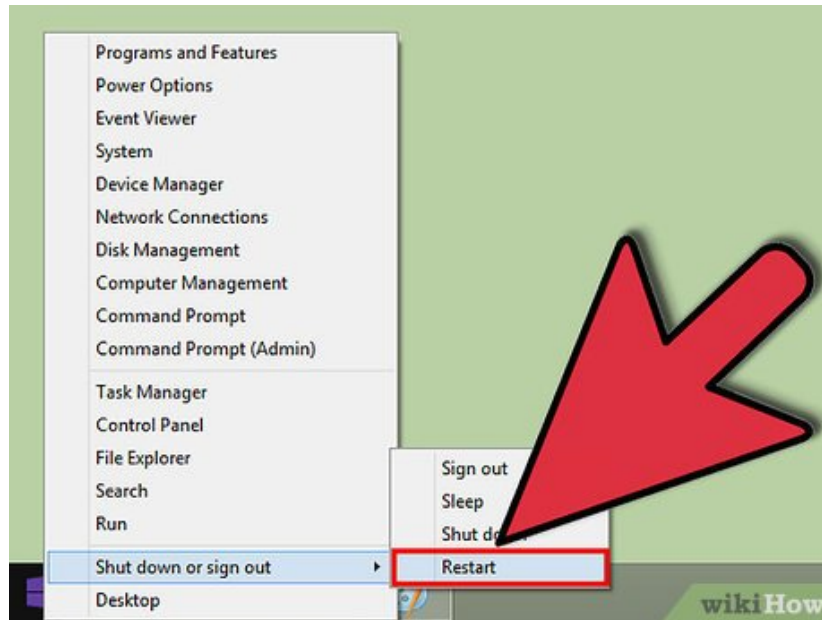 Programs and Features
Power Options
Event Viewer
System
Device Manager
Network Connections
Disk Management
Computer Management
Command Prompt
Command Prompt (Admin)
Task Manager
Control Panel
File Explorer
Search
Run
Shut down or sign out
Desktop
Sign out
Sleep
Shut down
Restart
wikiHow